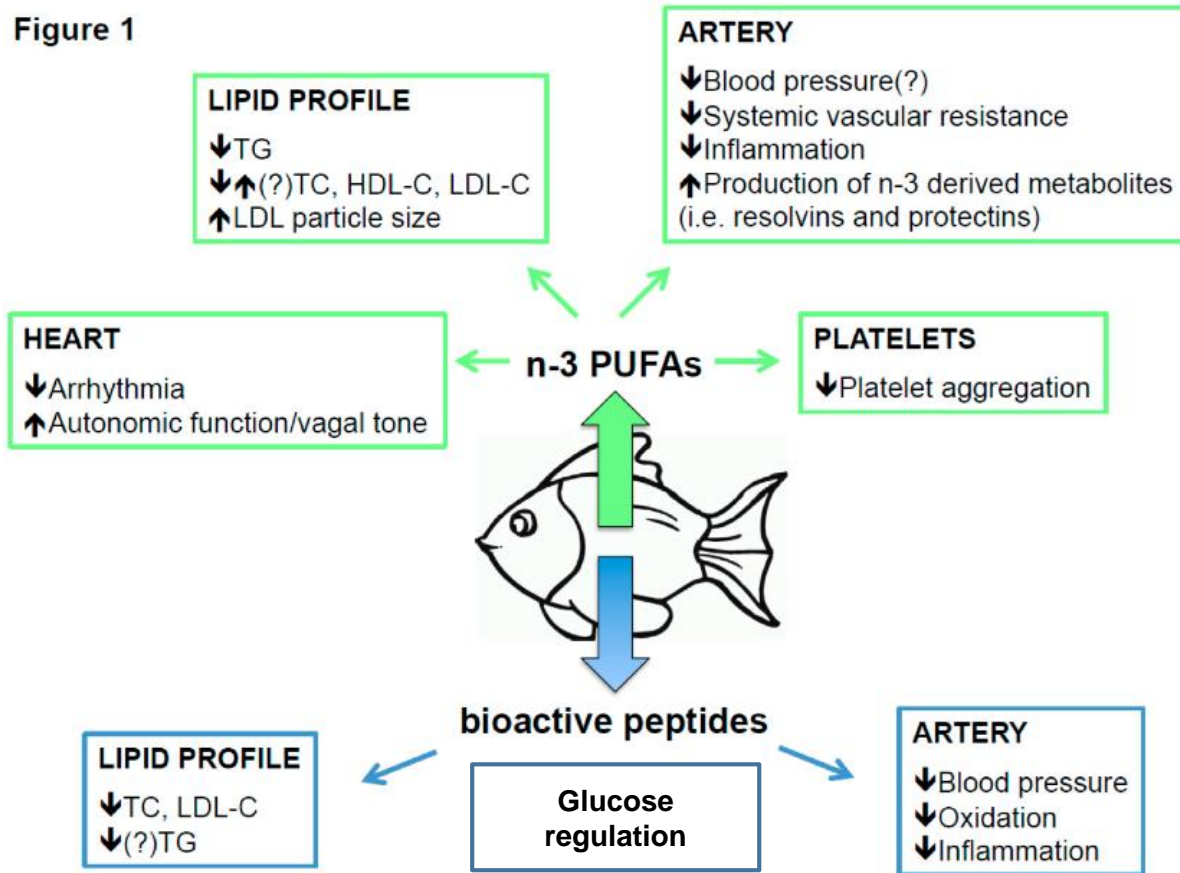 Figure 1
LIPID PROFILE
↓TG
↓↑(?)TC, HDL-C, LDL-C
↑LDL particle size
ARTERY
↓Blood pressure(?)
↓Systemic vascular resistance
↓Inflammation
↑Production of n-3 derived metabolites
(i.e. resolvins and protectins)
HEART
↓Arrhythmia
↑Autonomic function/vagal tone
n-3 PUFAs
PLATELETS
↓Platelet aggregation
bioactive peptides
LIPID PROFILE
↓TC, LDL-C
↓(?)TG
Glucose
regulation
ARTERY
↓Blood pressure
↓Oxidation
↓Inflammation